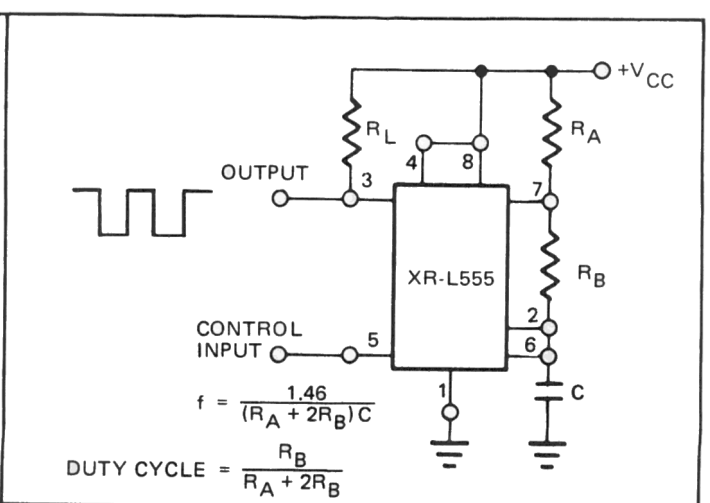 +VCC
RL
RA
4
8
OUTPUT
3
7
XR-L555
RB
2
CONTROL
INPUT
5
6
1
C
f = 1.46 / (RA + 2RB) C
DUTY CYCLE = RB / RA + 2RB